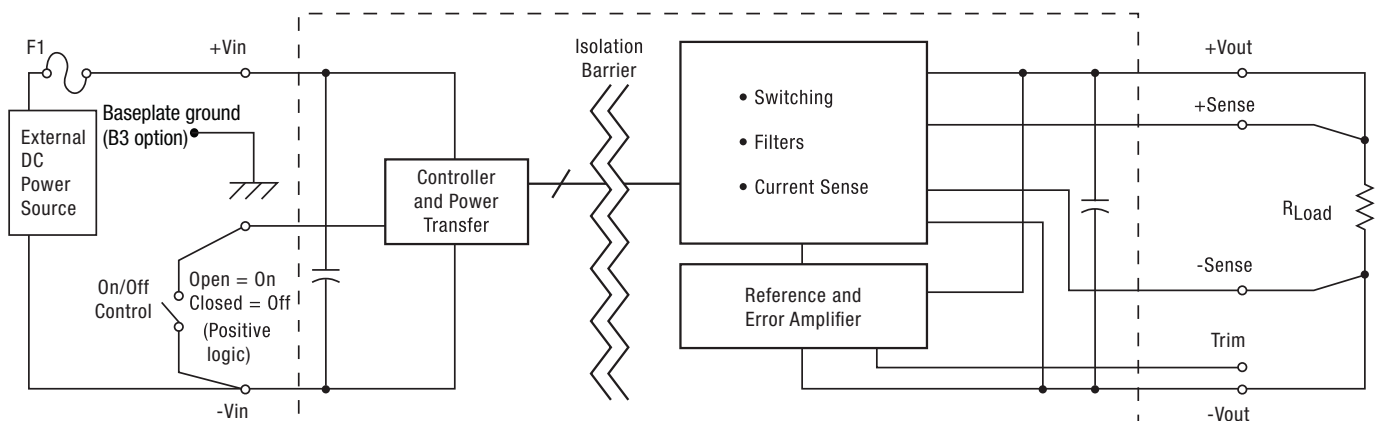 F1
+Vin
External
DC
Power
Source
Baseplate ground
(B3 option)
On/Off
Control
Open = On
Closed = Off
(Positive
logic)
-Vin
Controller
and Power
Transfer
Isolation
Barrier
• Switching
• Filters
• Current Sense
Reference and
Error Amplifier
+Vout
+Sense
RLoad
-Sense
Trim
-Vout